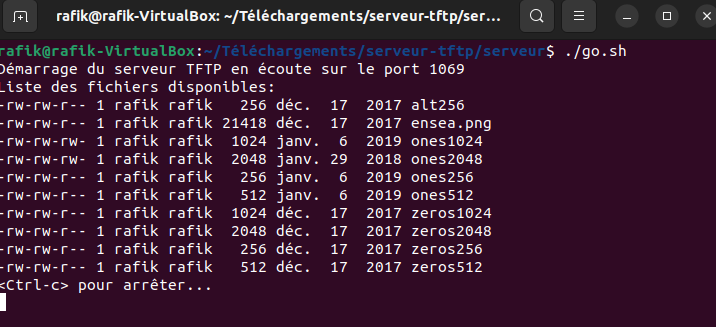 rafik@rafik-VirtualBox: ~/Téléchargements/serveur-tftp/ser...
rafik@rafik-VirtualBox:~/Téléchargements/serveur-tftp/serveur$ ./go.sh
Démarrage du serveur TFTP en écoute sur le port 1069
Liste des fichiers disponibles:
-rw-rw-r-- 1 rafik rafik   256 déc.  17  2017 alt256
-rw-rw-r-- 1 rafik rafik 21418 déc.  17  2017 ensea.png
-rw-rw-rw- 1 rafik rafik  1024 janv.  6  2019 ones1024
-rw-rw-rw- 1 rafik rafik  2048 janv. 29  2018 ones2048
-rw-rw-r-- 1 rafik rafik   256 janv.  6  2019 ones256
-rw-rw-r-- 1 rafik rafik   512 janv.  6  2019 ones512
-rw-rw-r-- 1 rafik rafik  1024 déc.  17  2017 zeros1024
-rw-rw-r-- 1 rafik rafik  2048 déc.  17  2017 zeros2048
-rw-rw-r-- 1 rafik rafik   256 déc.  17  2017 zeros256
-rw-rw-r-- 1 rafik rafik   512 déc.  17  2017 zeros512
<Ctrl-c> pour arrêter...